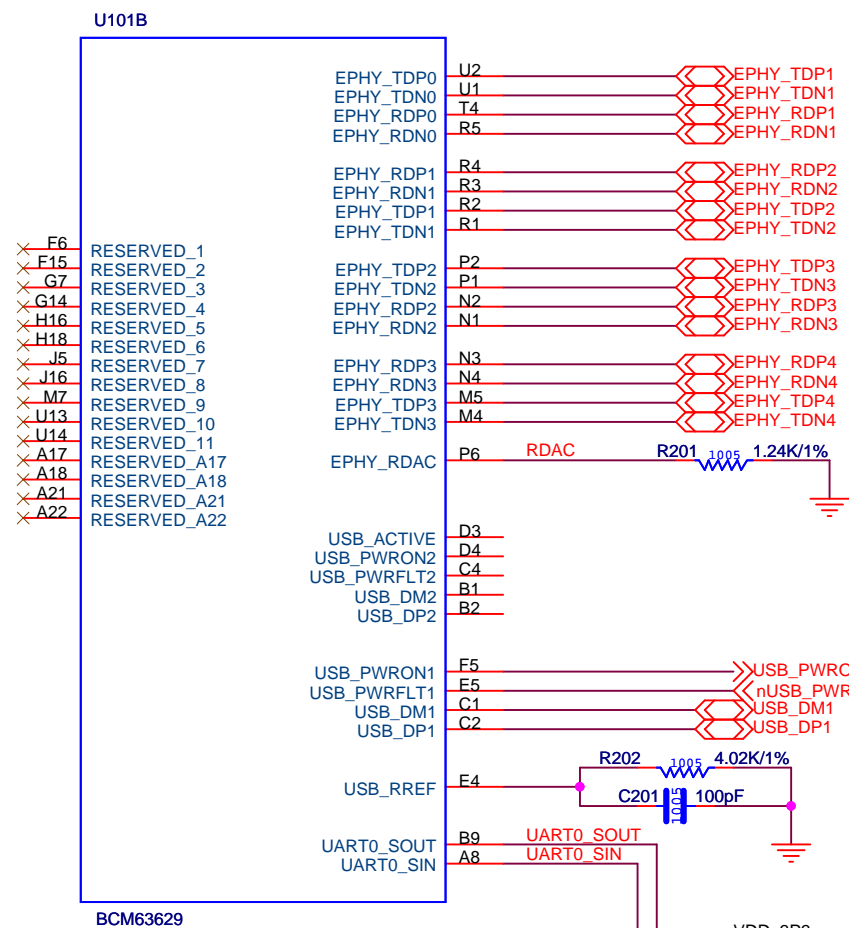 U101B
EPHY_TDP0 U2 EPHY_TDP1
EPHY_TDN0 U1 EPHY_TDN1
EPHY_RDP0 T4 EPHY_RDP1
EPHY_RDN0 R5 EPHY_RDN1
EPHY_RDP1 R4 EPHY_RDP2
EPHY_RDN1 R3 EPHY_RDN2
EPHY_TDP1 R2 EPHY_TDP2
EPHY_TDN1 R1 EPHY_TDN2
F6 RESERVED_1
F15 RESERVED_2 EPHY_TDP2 P2 EPHY_TDP3
G7 RESERVED_3 EPHY_TDN2 P1 EPHY_TDN3
G14 RESERVED_4 EPHY_RDP2 N2 EPHY_RDP3
H16 RESERVED_5 EPHY_RDN2 N1 EPHY_RDN3
H18 RESERVED_6
J5 RESERVED_7 EPHY_RDP3 N3 EPHY_RDP4
J16 RESERVED_8 EPHY_RDN3 N4 EPHY_RDN4
M7 RESERVED_9 EPHY_TDP3 M5 EPHY_TDP4
U13 RESERVED_10 EPHY_TDN3 M4 EPHY_TDN4
U14 RESERVED_11
A17 RESERVED_A17 EPHY_RDAC P6 RDAC R201 1005 1.24K/1%
A18 RESERVED_A18
A21 RESERVED_A21
A22 RESERVED_A22
USB_ACTIVE D3
USB_PWRON2 D4
USB_PWRFLT2 C4
USB_DM2 B1
USB_DP2 B2
USB_PWRON1 F5 USB_PWRO
USB_PWRFLT1 E5 nUSB_PWR
USB_DM1 C1 USB_DM1
USB_DP1 C2 USB_DP1
R202 1005 4.02K/1%
USB_RREF E4
C201 1005 100pF
UART0_SOUT B9 UART0_SOUT
UART0_SIN A8 UART0_SIN
BCM63629